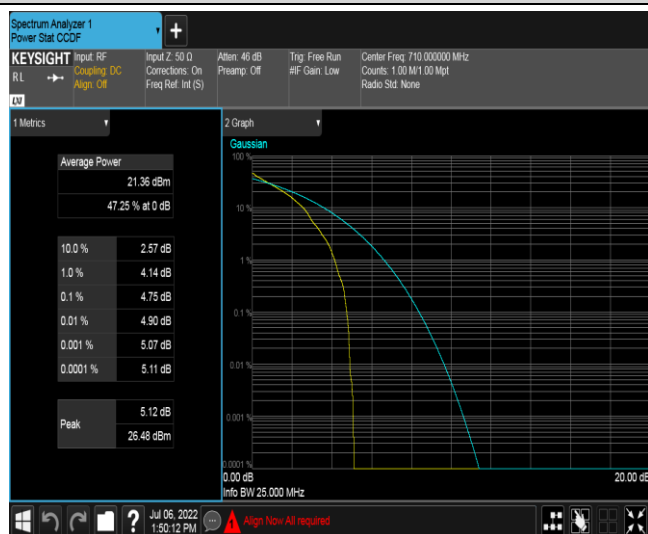 Spectrum Analyzer 1
Power Stat CCDF
+
KEYSIGHT
Input: RF
Coupling: DC
Align: Off
Input Z: 50 Ω
Corrections: On
Freq Ref: Int (S)
Atten: 46 dB
Preamp: Off
Trig: Free Run
#IF Gain: Low
Center Freq: 710.000000 MHz
Counts: 1.00 M/1.00 Mpt
Radio Std: None
RL
LXI
1 Metrics
Average Power
21.36 dBm
47.25 % at 0 dB
10.0 % 2.57 dB
1.0 % 4.14 dB
0.1 % 4.75 dB
0.01 % 4.90 dB
0.001 % 5.07 dB
0.0001 % 5.11 dB
Peak
5.12 dB
26.48 dBm
2 Graph
Gaussian
100 %
10 %
1 %
0.1 %
0.01 %
0.001 %
0.0001 %
0.00 dB
20.00 dB
Info BW 25.000 MHz
?
Jul 06, 2022
1:50:12 PM
Align Now All required